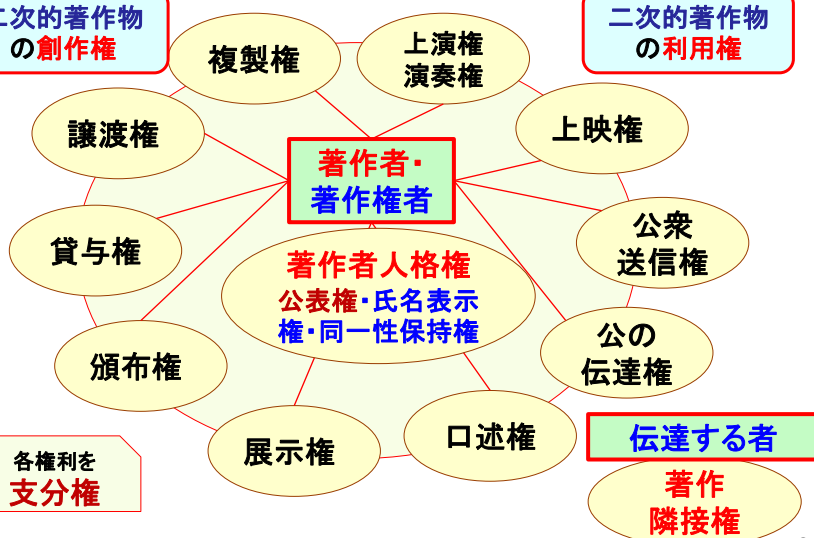 二次的著作物
の創作権
二次的著作物
の利用権
複製権
上演権
演奏権
譲渡権
上映権
著作者・
著作権者
貸与権
公衆
送信権
著作者人格権
公表権・氏名表示
権・同一性保持権
頒布権
公の
伝達権
展示権
口述権
各権利を
支分権
伝達する者
著作
隣接権